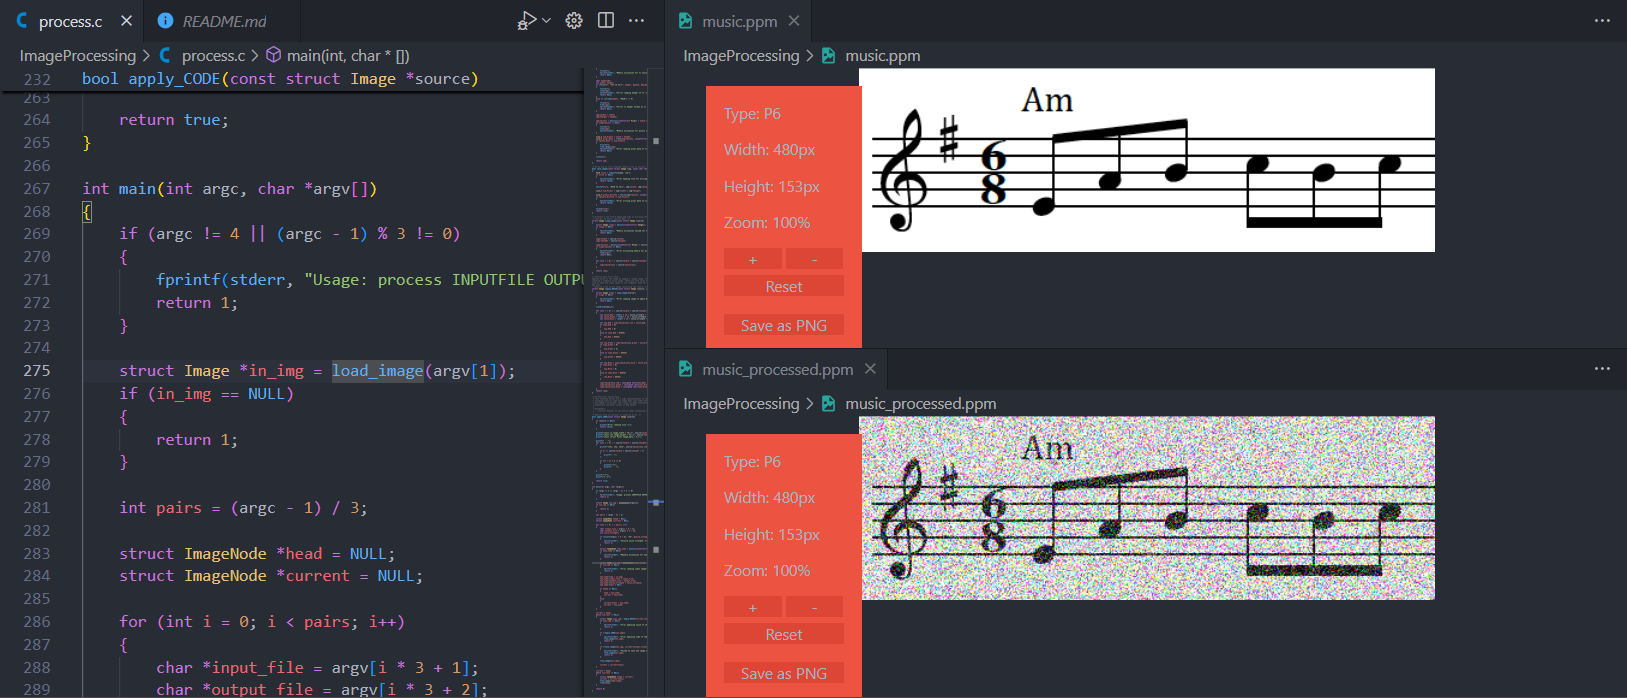 process.c
README.md
ImageProcessing > process.c > main(int, char * [])
232 bool apply_CODE(const struct Image *source)
263
264 return true;
265 }
266
267 int main(int argc, char *argv[])
268 {
269 if (argc != 4 || (argc - 1) % 3 != 0)
270 {
271 fprintf(stderr, "Usage: process INPUTFILE OUTPU
272 return 1;
273 }
274
275 struct Image *in_img = load_image(argv[1]);
276 if (in_img == NULL)
277 {
278 return 1;
279 }
280
281 int pairs = (argc - 1) / 3;
282
283 struct ImageNode *head = NULL;
284 struct ImageNode *current = NULL;
285
286 for (int i = 0; i < pairs; i++)
287 {
288 char *input_file = argv[i * 3 + 1];
289 char *output_file = argv[i * 3 + 2];
music.ppm
ImageProcessing > music.ppm
Type: P6
Width: 480px
Height: 153px
Zoom: 100%
+ -
Reset
Save as PNG
Am
6
8
music_processed.ppm
ImageProcessing > music_processed.ppm
Type: P6
Width: 480px
Height: 153px
Zoom: 100%
+ -
Reset
Save as PNG
Am
6
8